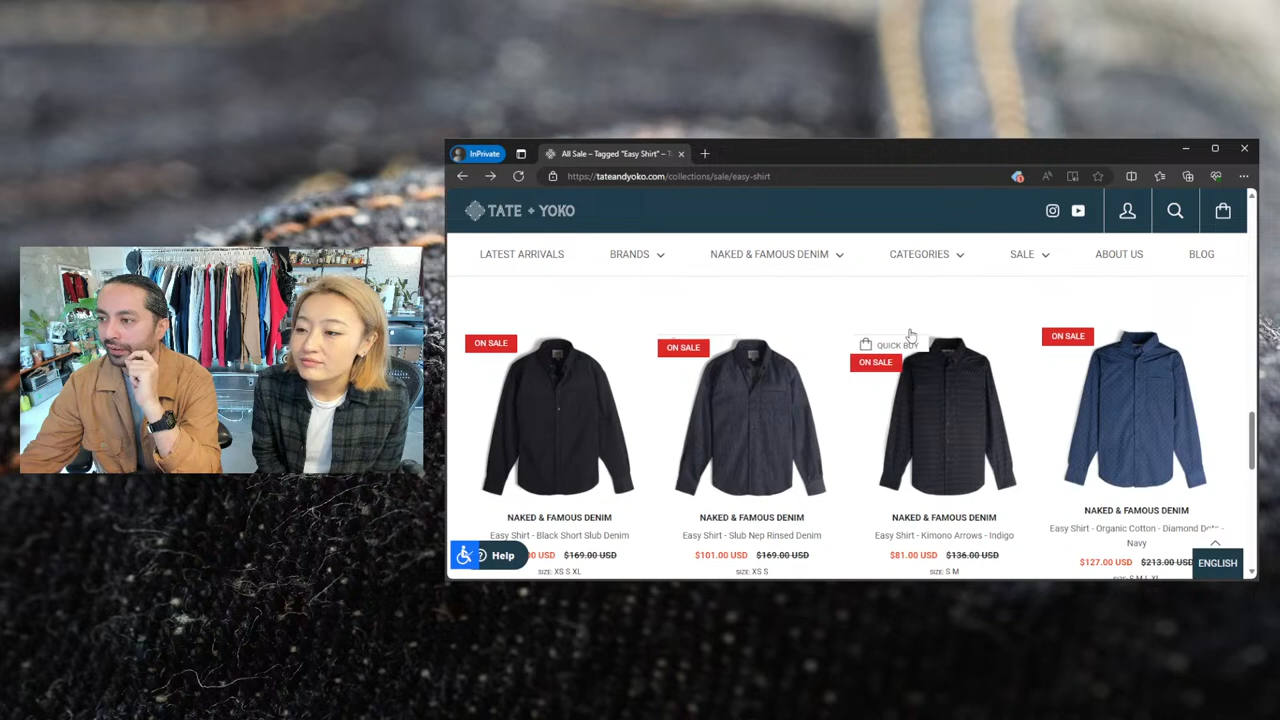 InPrivate
All Sale – Tagged "Easy Shirt" –
https://tateandyoko.com/collections/sale/easy-shirt
TATE + YOKO
LATEST ARRIVALS
BRANDS
NAKED & FAMOUS DENIM
CATEGORIES
SALE
ABOUT US
BLOG
ON SALE
ON SALE
QUICK BUY
ON SALE
ON SALE
NAKED & FAMOUS DENIM
Easy Shirt - Black Short Slub Denim
00 USD $169.00 USD
SIZE: XS S XL
NAKED & FAMOUS DENIM
Easy Shirt - Slub Nep Rinsed Denim
$101.00 USD $169.00 USD
SIZE: XS S
NAKED & FAMOUS DENIM
Easy Shirt - Kimono Arrows - Indigo
$81.00 USD $136.00 USD
SIZE: S M
NAKED & FAMOUS DENIM
Easy Shirt - Organic Cotton - Diamond Dots -
Navy
$127.00 USD $213.00 USD
Help
ENGLISH